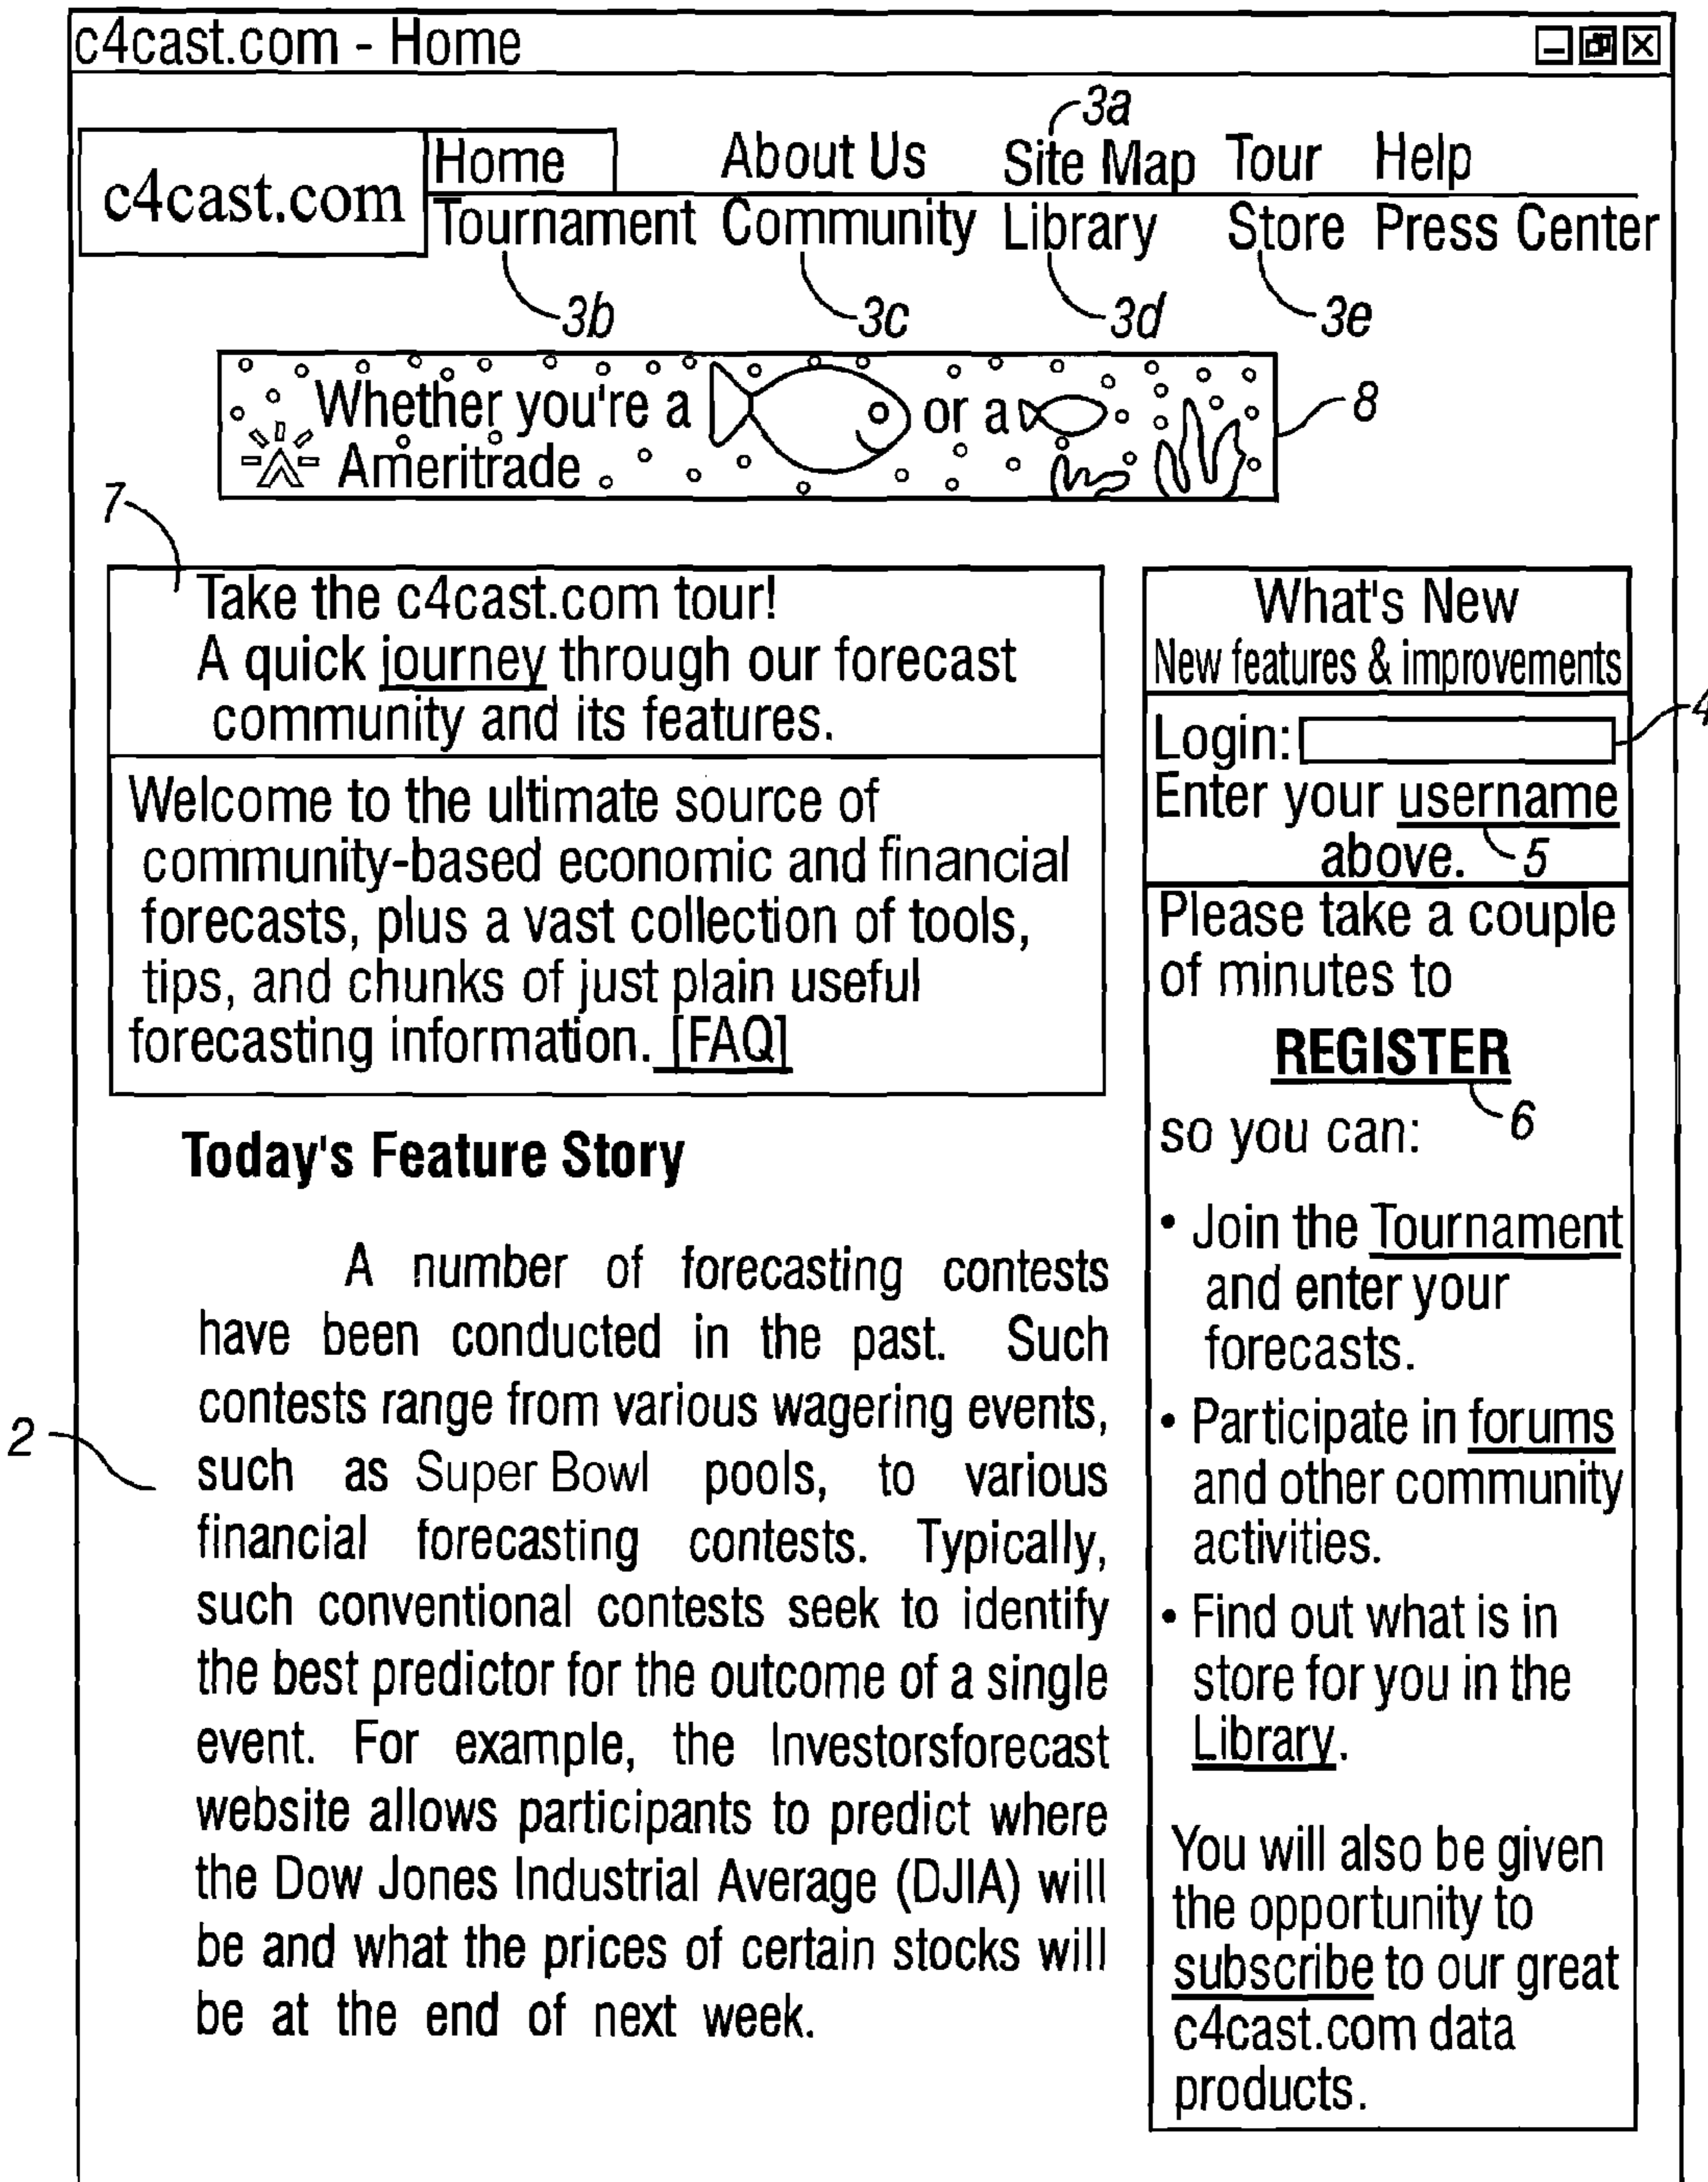 c4cast.com - Home
3a
c4cast.com
Home About Us Site Map Tour Help
Tournament Community Library Store Press Center
3b 3c 3d 3e
Whether you're a or a
Ameritrade
8
7
Take the c4cast.com tour!
A quick journey through our forecast
community and its features.
Welcome to the ultimate source of
community-based economic and financial
forecasts, plus a vast collection of tools,
tips, and chunks of just plain useful
forecasting information. [FAQ]
Today's Feature Story
A number of forecasting contests
have been conducted in the past. Such
contests range from various wagering events,
such as Super Bowl pools, to various
financial forecasting contests. Typically,
such conventional contests seek to identify
the best predictor for the outcome of a single
event. For example, the Investorsforecast
website allows participants to predict where
the Dow Jones Industrial Average (DJIA) will
be and what the prices of certain stocks will
be at the end of next week.
2
What's New
New features & improvements
Login:
4
Enter your username
above. 5
Please take a couple
of minutes to
REGISTER
6
so you can:
• Join the Tournament
and enter your
forecasts.
• Participate in forums
and other community
activities.
• Find out what is in
store for you in the
Library.
You will also be given
the opportunity to
subscribe to our great
c4cast.com data
products.